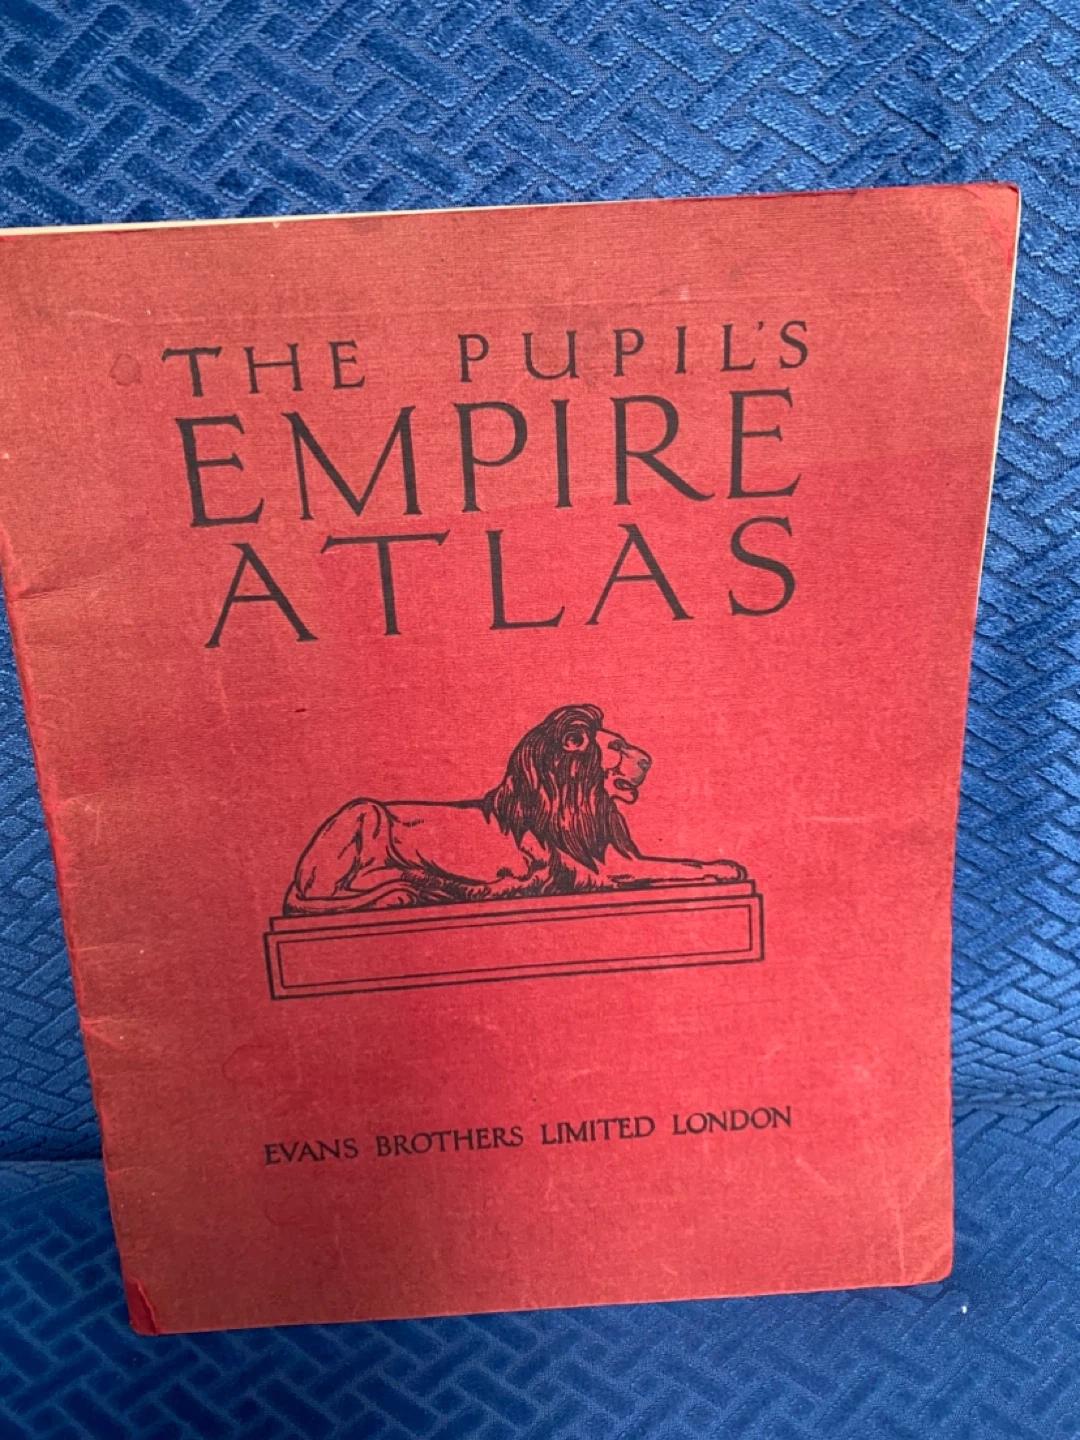 THE PUPIL'S
EMPIRE
ATLAS
EVANS BROTHERS LIMITED LONDON